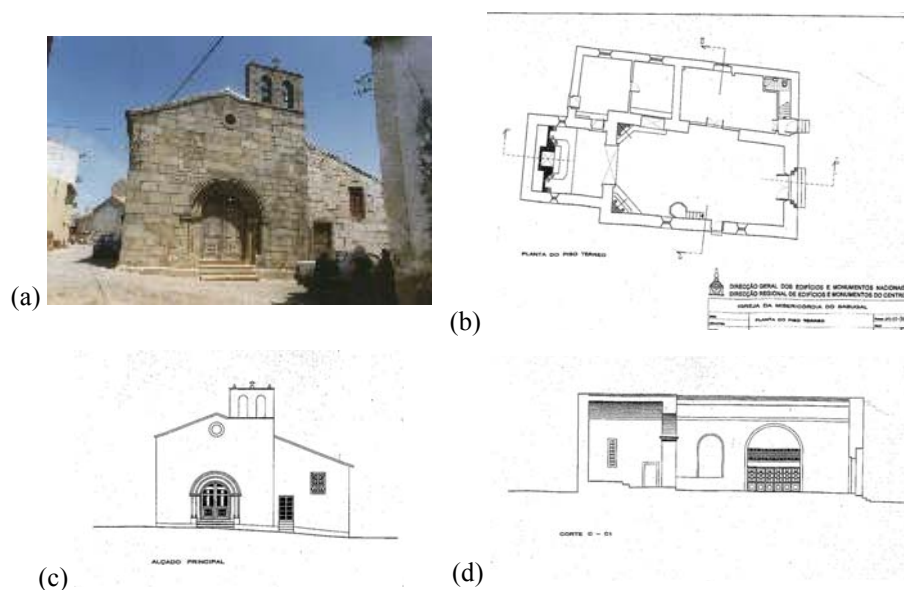 (a)
PLANTA DO PISO TERREO
DIRECÇÃO GERAL DOS EDIFÍCIOS E MONUMENTOS NACIONA
DIRECÇÃO REGIONAL DE EDIFÍCIOS E MONUMENTOS DO CENTRO
IGREJA DA MISERICÓRDIA DO SABUGAL
PLANTA DO PISO TERREO
(b)
ALÇADO PRINCIPAL
(c)
CORTE C - C1
(d)